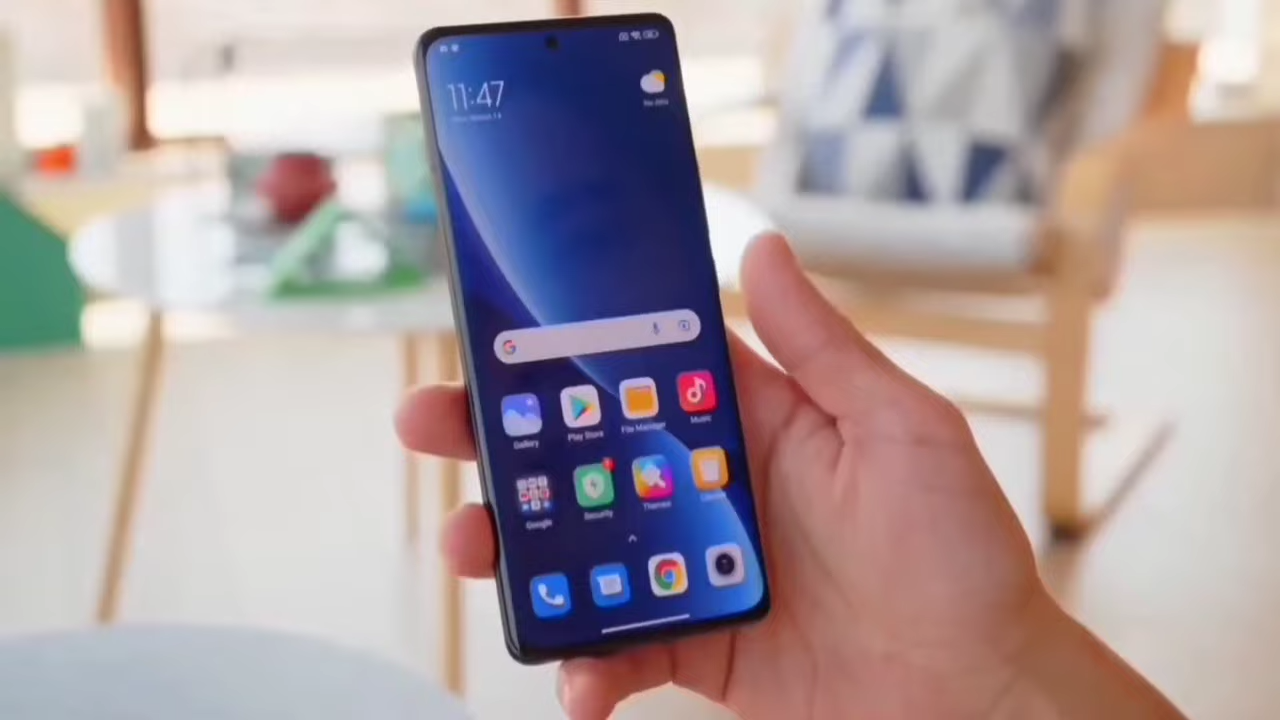 11:47
Gallery
Play Store
File Manager
Music
Google
Security
Themes